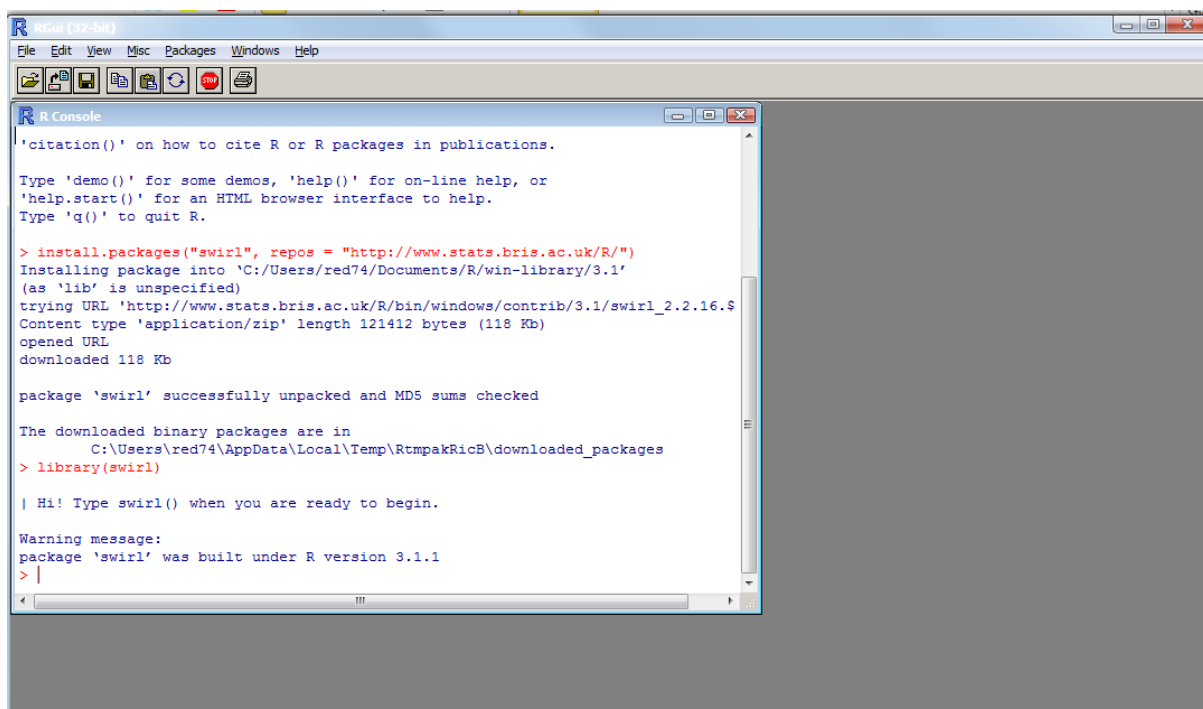 RGui (32-bit)
File Edit View Misc Packages Windows Help
STOP
R Console
'citation()' on how to cite R or R packages in publications.
Type 'demo()' for some demos, 'help()' for on-line help, or
'help.start()' for an HTML browser interface to help.
Type 'q()' to quit R.
> install.packages("swirl", repos = "http://www.stats.bris.ac.uk/R/")
Installing package into ‘C:/Users/red74/Documents/R/win-library/3.1’
(as ‘lib’ is unspecified)
trying URL 'http://www.stats.bris.ac.uk/R/bin/windows/contrib/3.1/swirl_2.2.16.$
Content type 'application/zip' length 121412 bytes (118 Kb)
opened URL
downloaded 118 Kb
package ‘swirl’ successfully unpacked and MD5 sums checked
The downloaded binary packages are in
C:\Users\red74\AppData\Local\Temp\RtmpakRicB\downloaded_packages
> library(swirl)
| Hi! Type swirl() when you are ready to begin.
Warning message:
package ‘swirl’ was built under R version 3.1.1
>